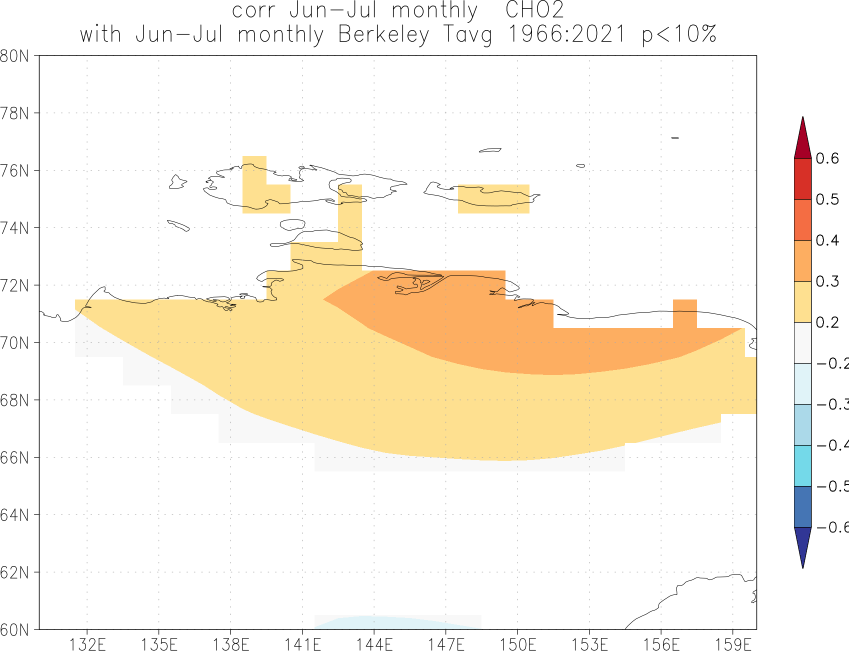 corr Jun-Jul monthly CHO2
with Jun-Jul monthly Berkeley Tavg 1966:2021 p<10%
80N
78N
76N
74N
72N
70N
68N
66N
64N
62N
60N
132E 135E 138E 141E 144E 147E 150E 153E 156E 159E
0.6
0.5
0.4
0.3
0.2
-0.2
-0.3
-0.4
-0.5
-0.6